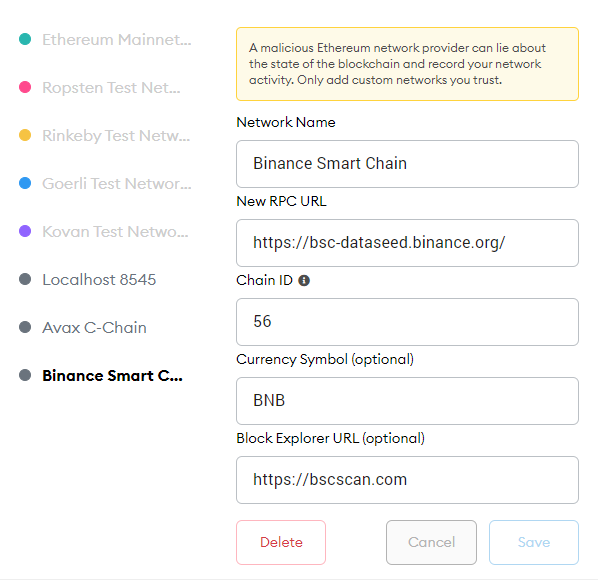 Ethereum Mainnet...
Ropsten Test Net...
Rinkeby Test Netw...
Goerli Test Networ...
Kovan Test Netwo...
Localhost 8545
Avax C-Chain
Binance Smart C...
A malicious Ethereum network provider can lie about
the state of the blockchain and record your network
activity. Only add custom networks you trust.
Network Name
Binance Smart Chain
New RPC URL
https://bsc-dataseed.binance.org/
Chain ID
56
Currency Symbol (optional)
BNB
Block Explorer URL (optional)
https://bscscan.com
Delete
Cancel
Save